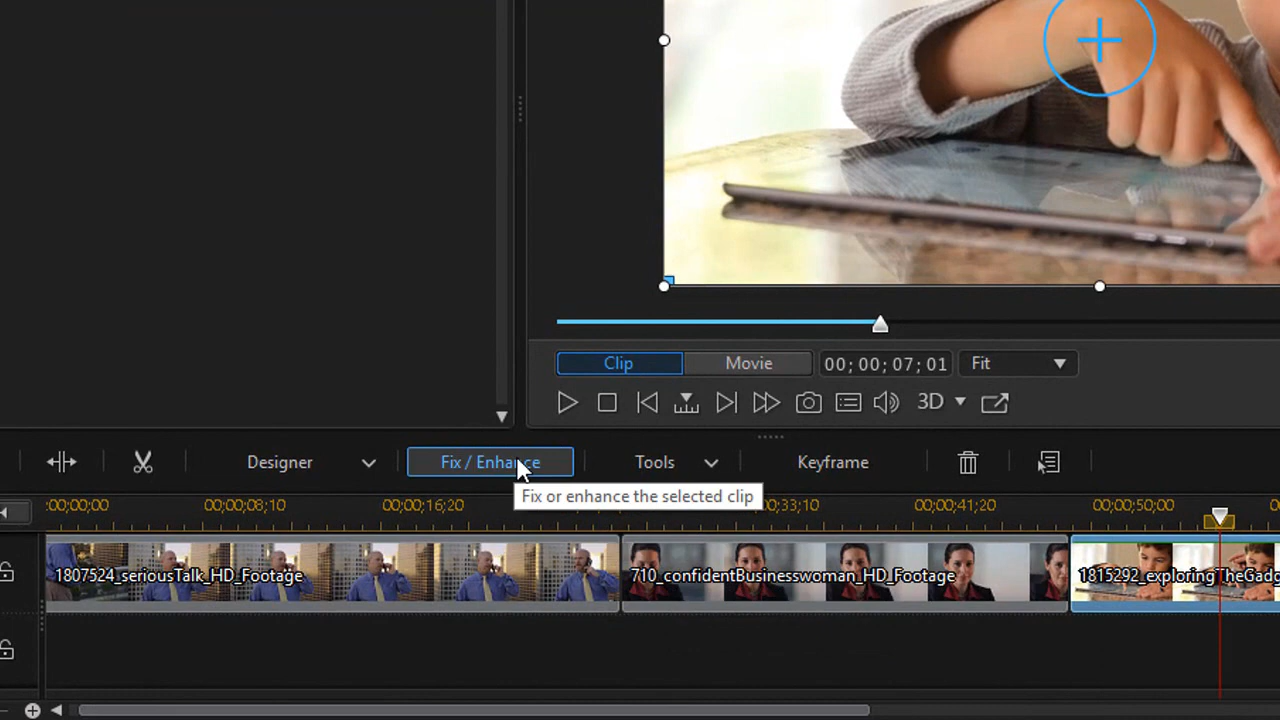 Clip
Movie
00; 00; 07; 01
Fit
3D
Designer
Fix / Enhance
Tools
Keyframe
Fix or enhance the selected clip
:00;00;00
00;00;08;10
00;00;16;20
;33;10
00;00;41;20
00;00;50;00
1807524_seriousTalk_HD_Footage
710_confidentBusinesswoman_HD_Footage
1815292_exploringTheGadg